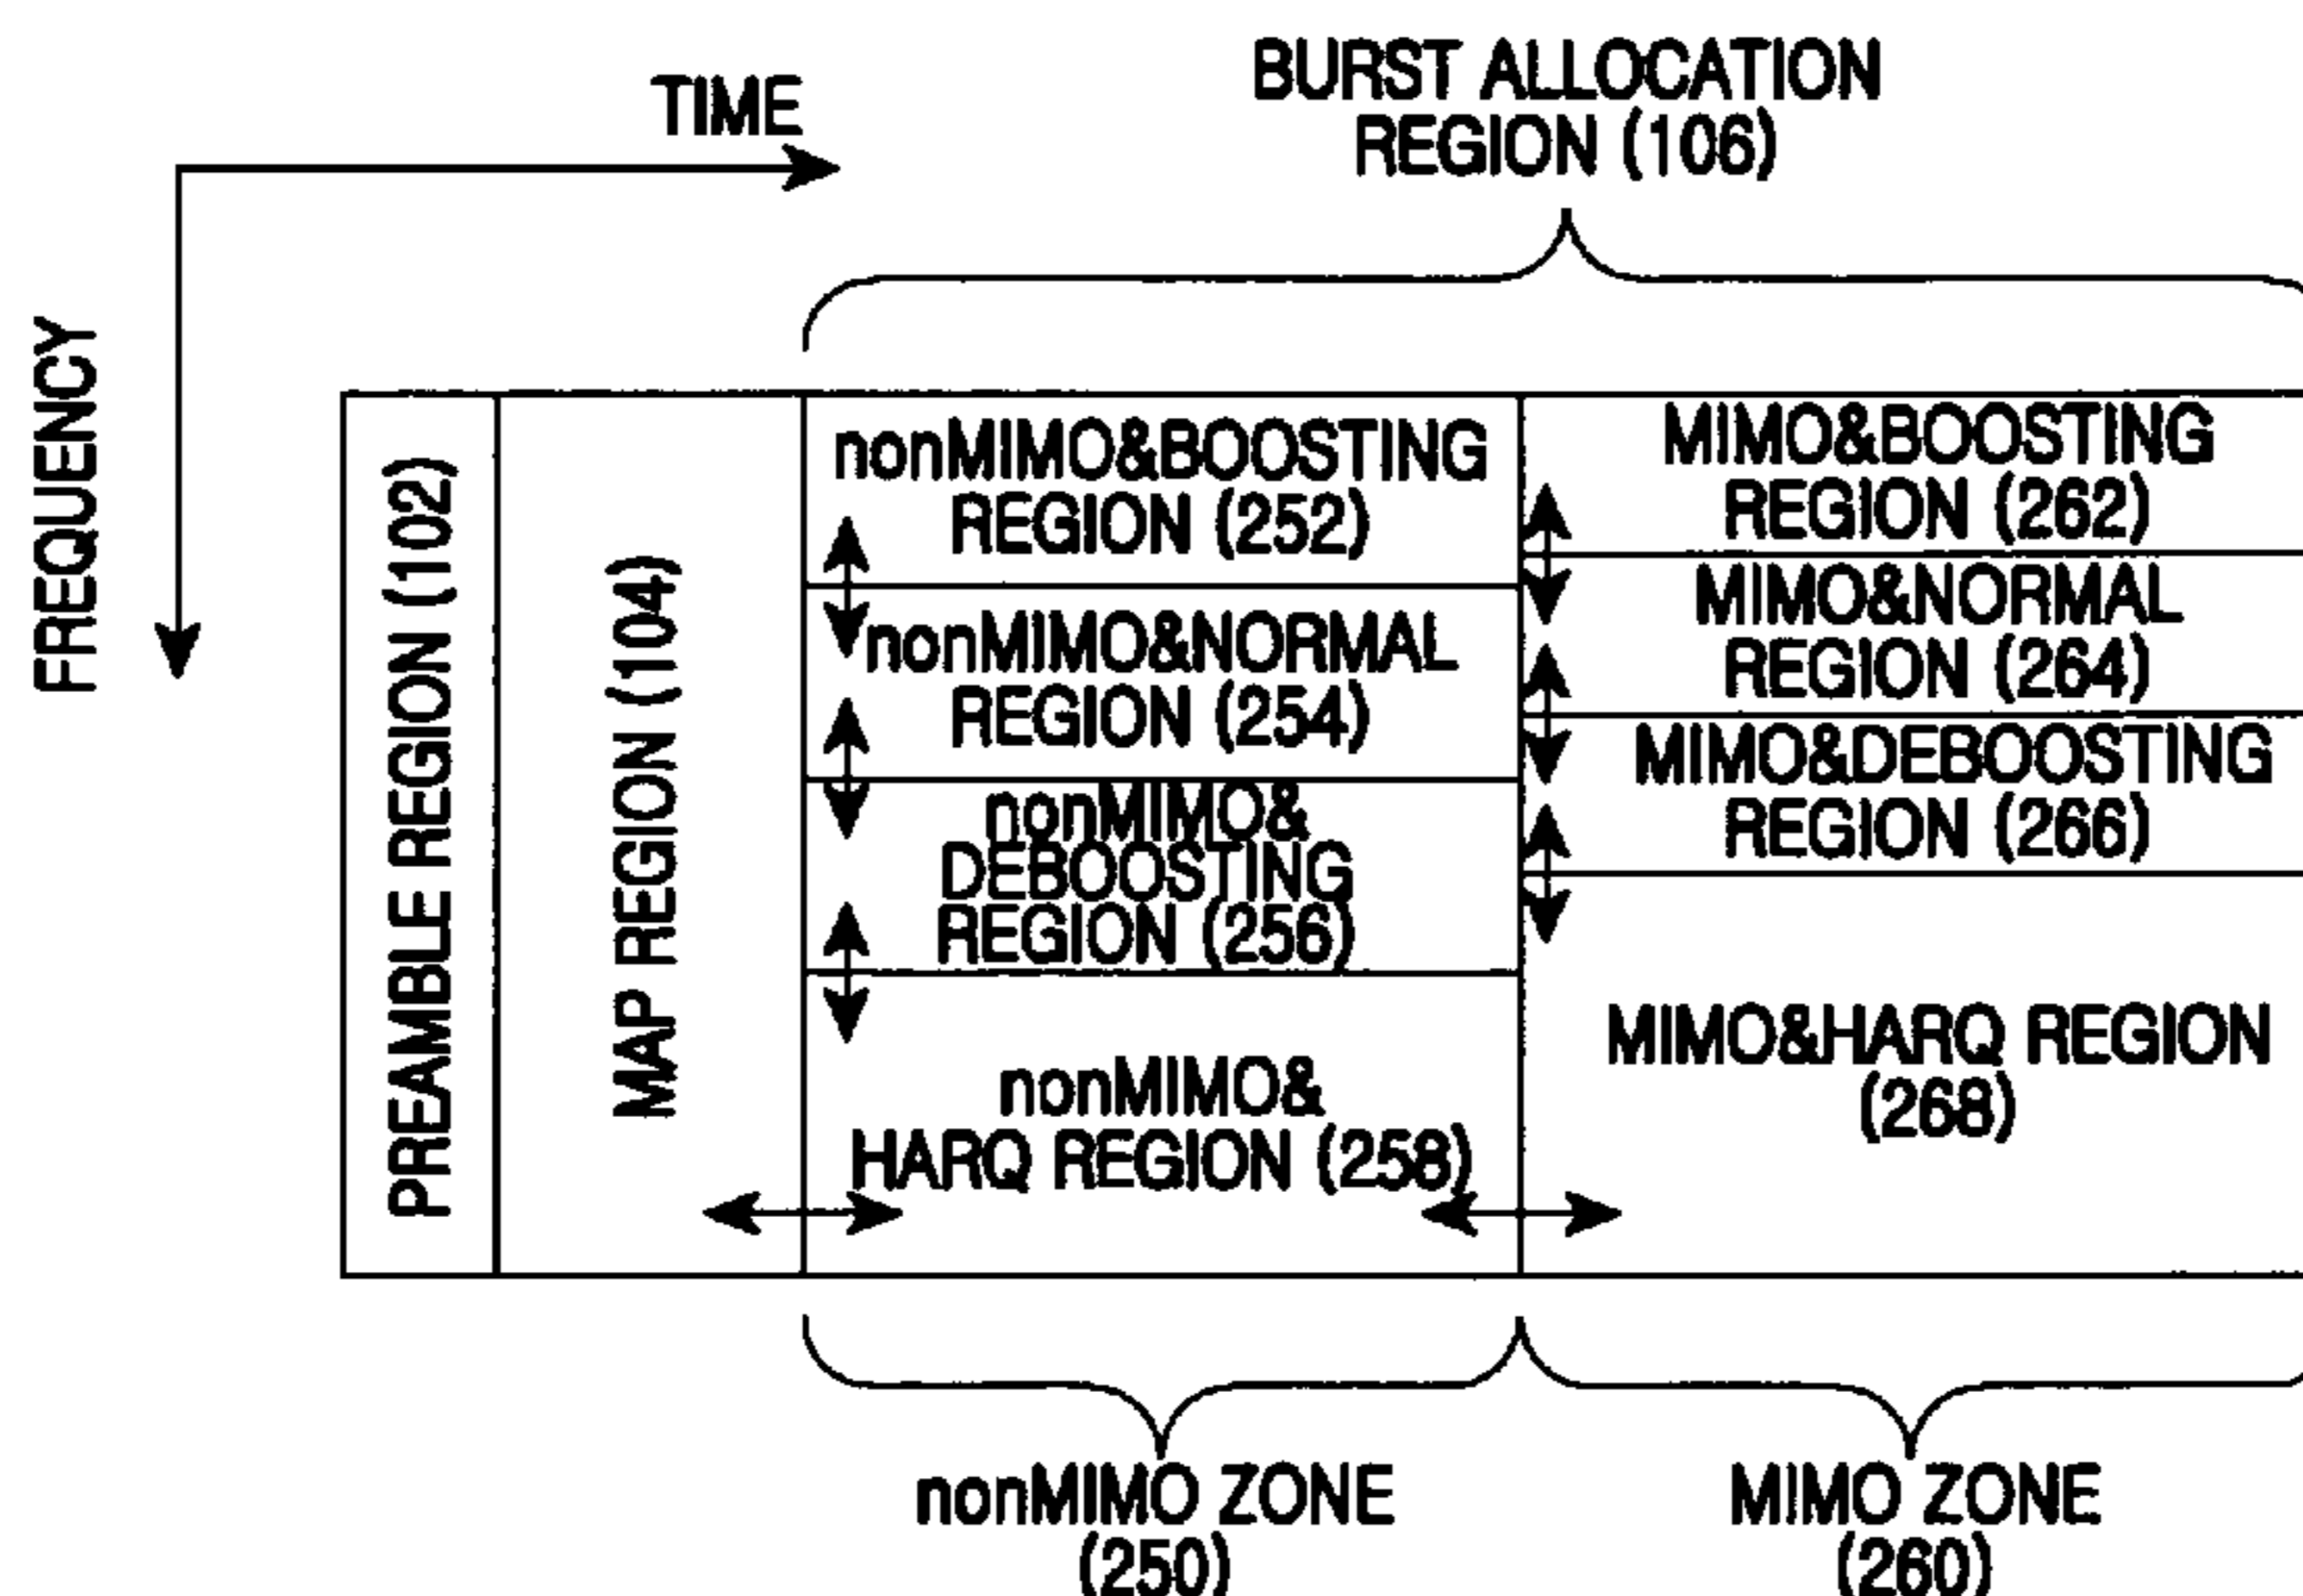 TIME
BURST ALLOCATION
REGION (106)
FREQUENCY
PREAMBLE REGION (102)
MAP REGION (104)
nonMIMO&BOOSTING
REGION (252)
nonMIMO&NORMAL
REGION (254)
nonMIMO&
DEBOOSTING
REGION (256)
nonMIMO&
HARQ REGION (258)
MIMO&BOOSTING
REGION (262)
MIMO&NORMAL
REGION (264)
MIMO&DEBOOSTING
REGION (266)
MIMO&HARQ REGION
(268)
nonMIMO ZONE
(250)
MIMO ZONE
(260)